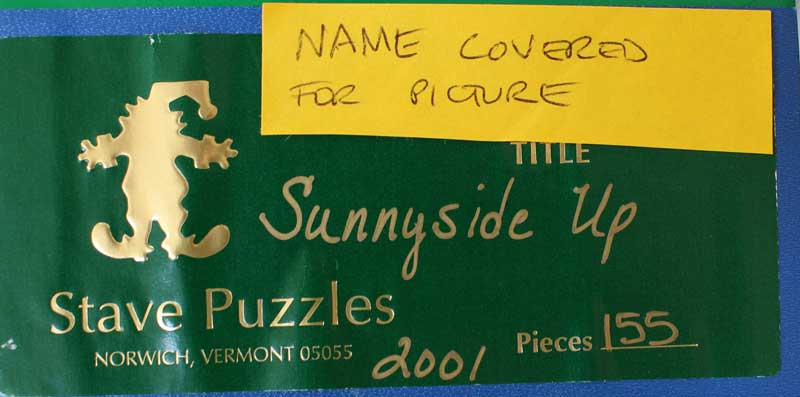 NAME COVERED
FOR PICTURE
TITLE
Sunnyside Up
Stave Puzzles
NORWICH, VERMONT 05055
2001
Pieces 155